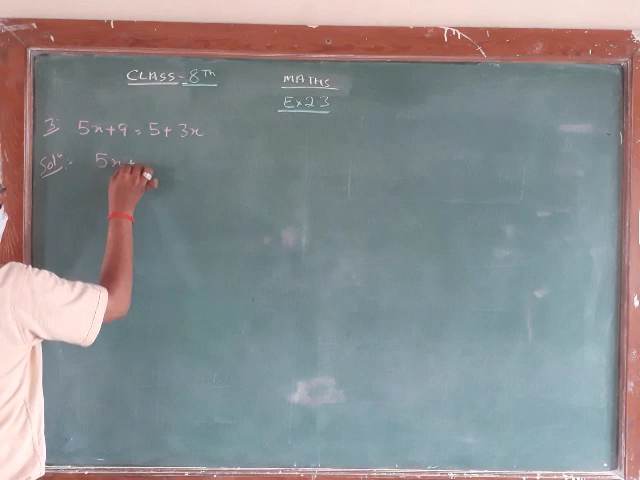 CLASS-8Th
MATHS
Ex 2.3
3. 5x+9=5+3x
Solⁿ:- 5x+